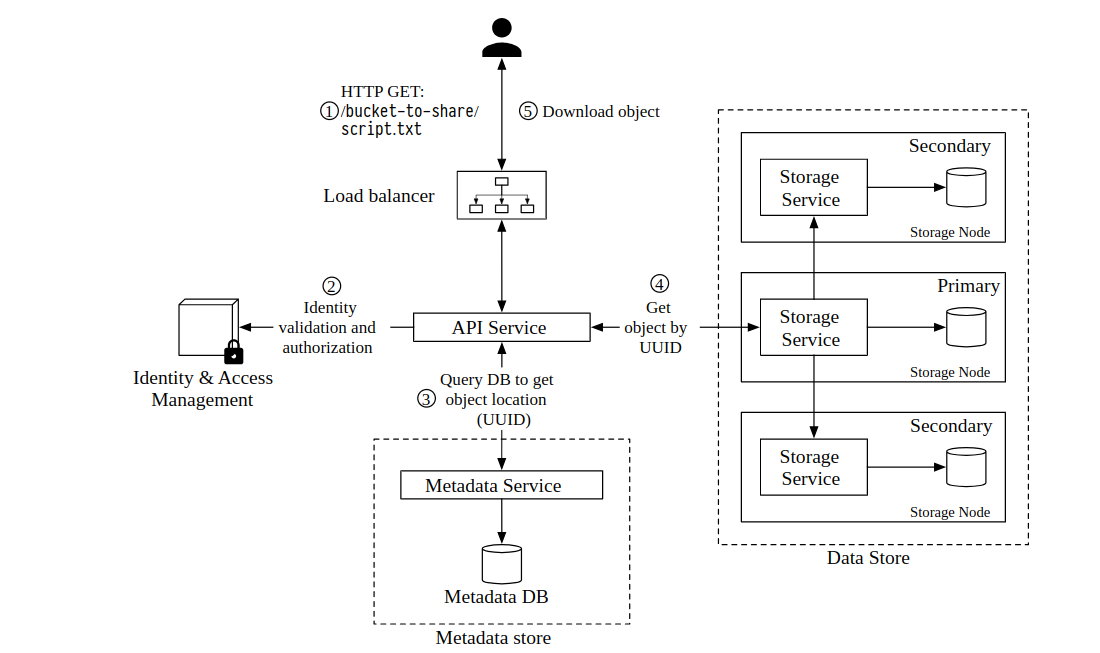 HTTP GET:
① /bucket-to-share/
script.txt
⑤ Download object
Load balancer
②
Identity
validation and
authorization
Identity & Access
Management
API Service
④
Get
object by
UUID
③
Query DB to get
object location
(UUID)
Metadata Service
Metadata DB
Metadata store
Secondary
Storage
Service
Storage Node
Primary
Storage
Service
Storage Node
Secondary
Storage
Service
Storage Node
Data Store